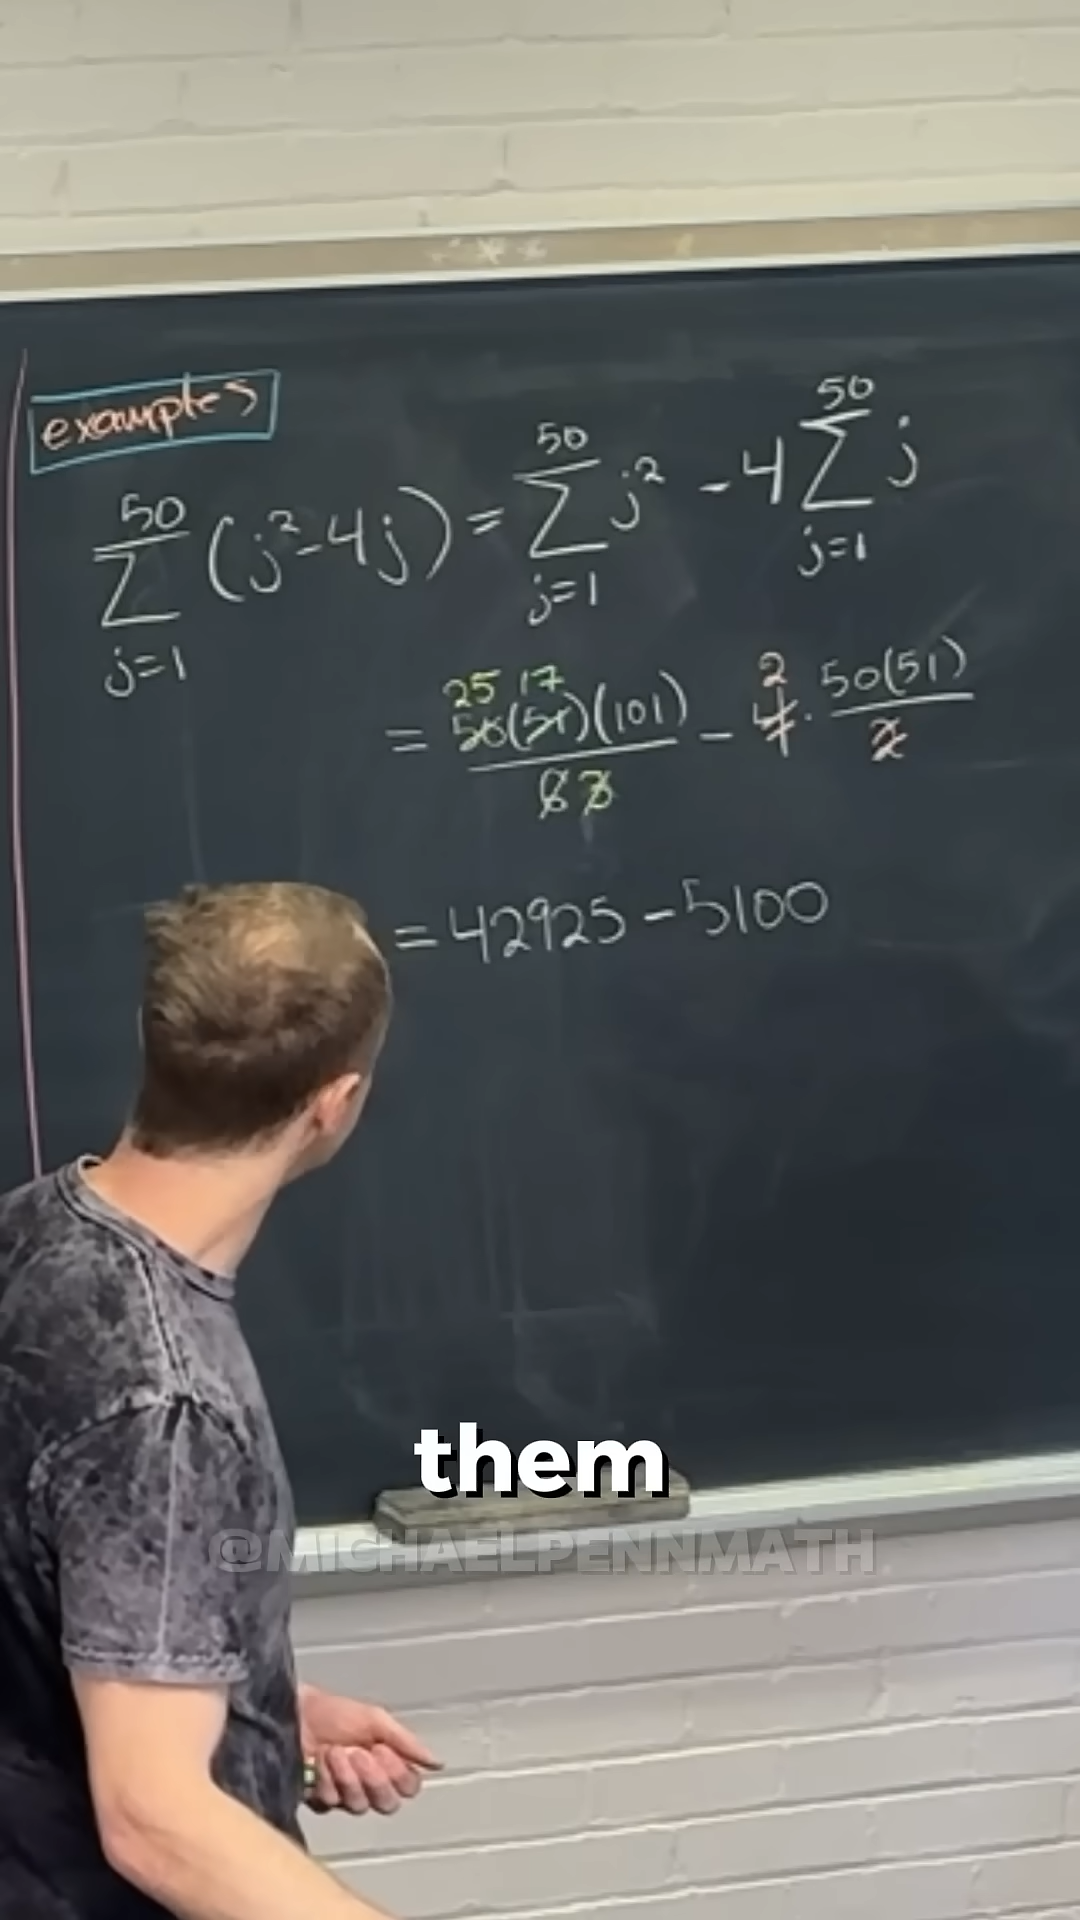 examples
50 50 50
∑ (j²-4j) = ∑ j² - 4 ∑ j
j=1 j=1 j=1
25 17 2
= 50(51)(101) - 4 · 50(51)
6 3 2
= 42925 - 5100
them
@MICHAELPENNMATH